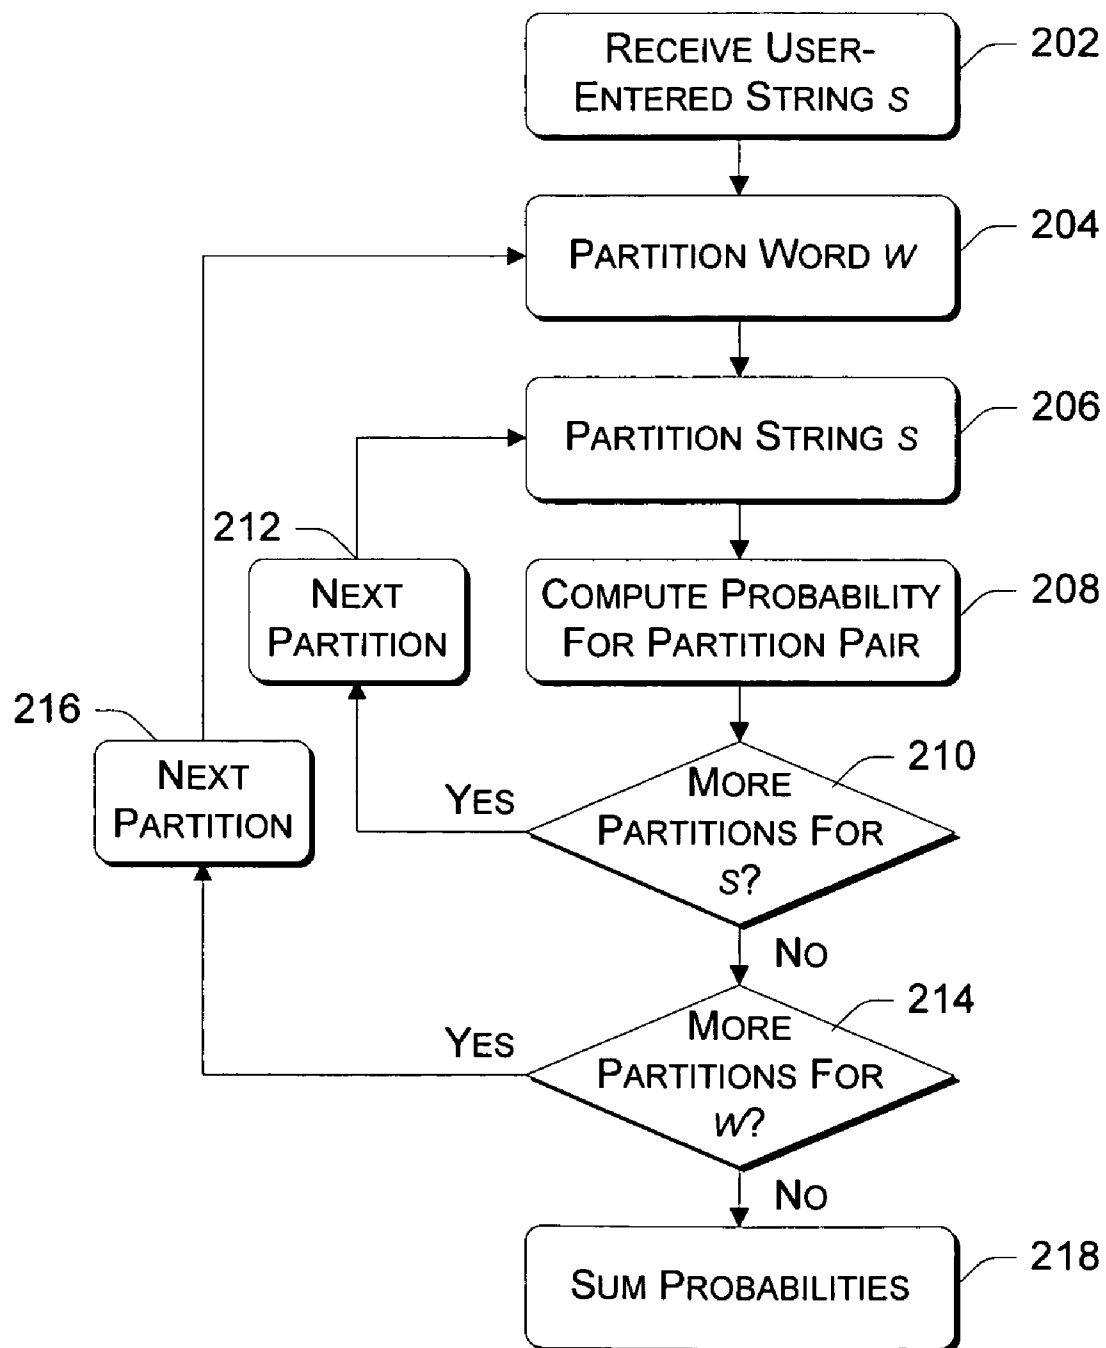 RECEIVE USER-
ENTERED STRING s
202
PARTITION WORD w
204
PARTITION STRING s
206
212
NEXT
PARTITION
COMPUTE PROBABILITY
FOR PARTITION PAIR
208
216
NEXT
PARTITION
YES
MORE
PARTITIONS FOR
s?
210
NO
YES
MORE
PARTITIONS FOR
w?
214
NO
SUM PROBABILITIES
218